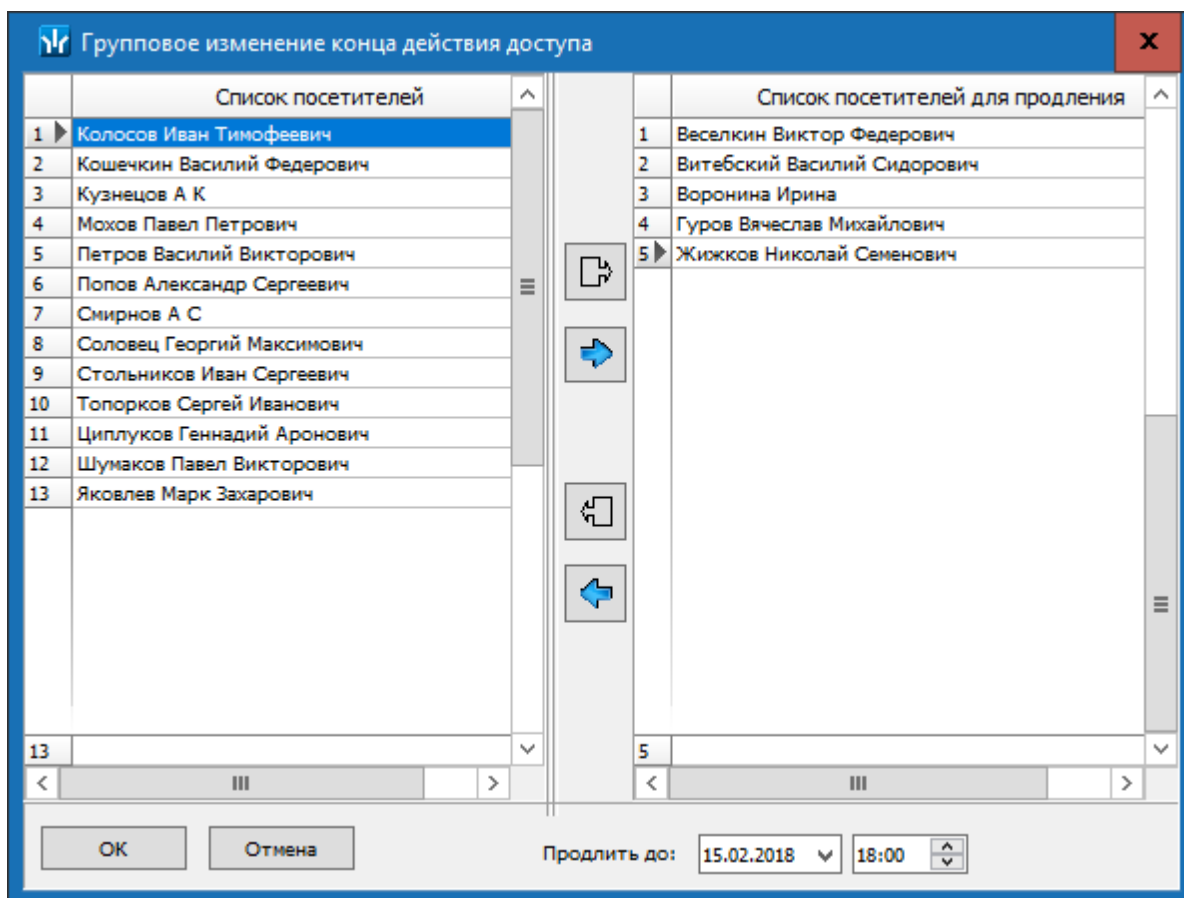 Групповое изменение конца действия доступа
x
Список посетителей
1 Колосов Иван Тимофеевич
2 Кошечкин Василий Федерович
3 Кузнецов А К
4 Мохов Павел Петрович
5 Петров Василий Викторович
6 Попов Александр Сергеевич
7 Смирнов А С
8 Соловец Георгий Максимович
9 Стольников Иван Сергеевич
10 Топорков Сергей Иванович
11 Циплуков Геннадий Аронович
12 Шумаков Павел Викторович
13 Яковлев Марк Захарович
13
Список посетителей для продления
1 Веселкин Виктор Федерович
2 Витебский Василий Сидорович
3 Воронина Ирина
4 Гуров Вячеслав Михайлович
5 Жижков Николай Семенович
5
ОК Отмена Продлить до: 15.02.2018 18:00